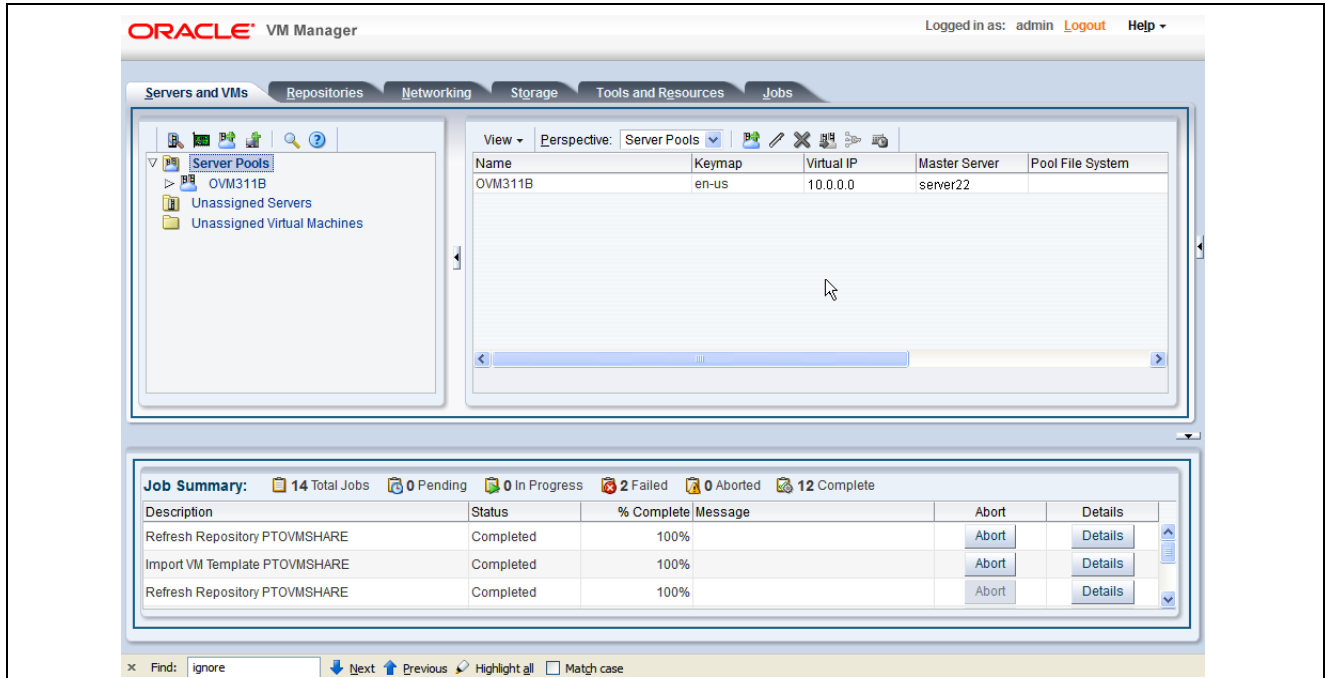 ORACLE VM Manager
Logged in as: admin Logout Help
Servers and VMs Repositories Networking Storage Tools and Resources Jobs
View Perspective: Server Pools
Server Pools
OVM311B
Unassigned Servers
Unassigned Virtual Machines
Name Keymap Virtual IP Master Server Pool File System
OVM311B en-us 10.0.0.0 server22
Job Summary: 14 Total Jobs 0 Pending 0 In Progress 2 Failed 0 Aborted 12 Complete
Description Status % Complete Message Abort Details
Refresh Repository PTOVMSHARE Completed 100% Abort Details
Import VM Template PTOVMSHARE Completed 100% Abort Details
Refresh Repository PTOVMSHARE Completed 100% Abort Details
× Find: ignore Next Previous Highlight all Match case